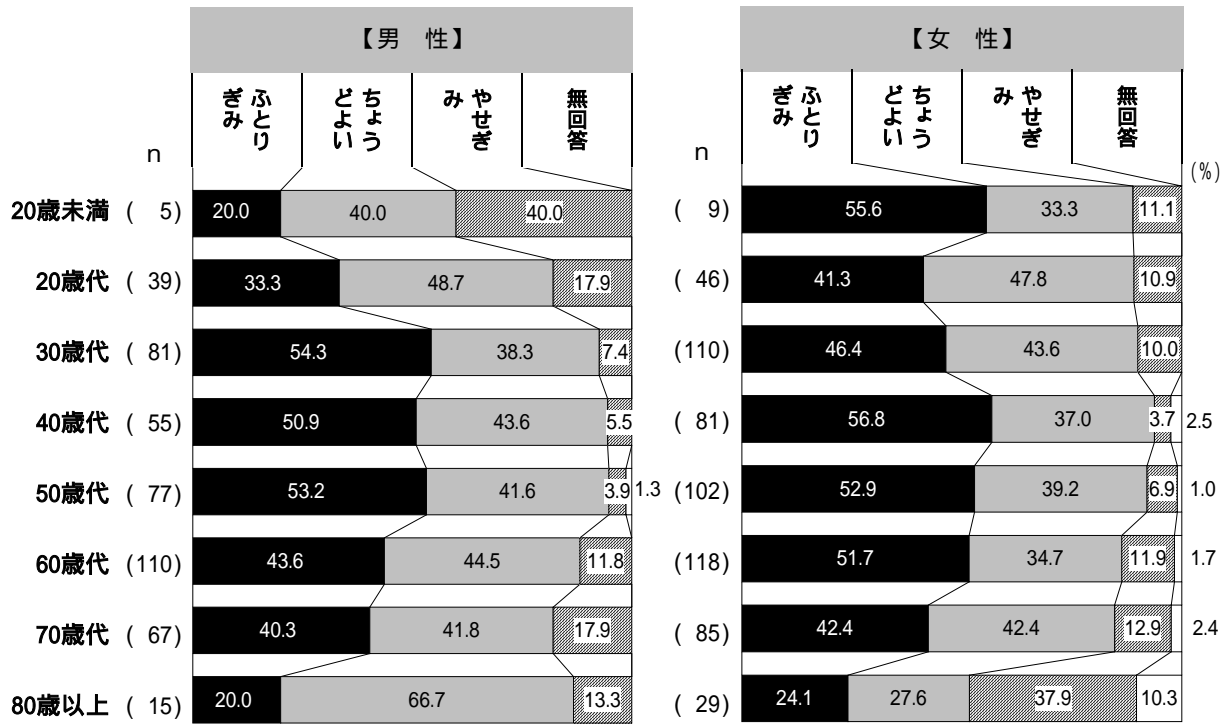 【男 性】 【女 性】
ふとりぎみ ちょうどよい やせぎみ 無回答 ふとりぎみ ちょうどよい やせぎみ 無回答
n n (%)
20歳未満 ( 5) 20.0 40.0 40.0 ( 9) 55.6 33.3 11.1
20歳代 ( 39) 33.3 48.7 17.9 ( 46) 41.3 47.8 10.9
30歳代 ( 81) 54.3 38.3 7.4 (110) 46.4 43.6 10.0
40歳代 ( 55) 50.9 43.6 5.5 ( 81) 56.8 37.0 3.7 2.5
50歳代 ( 77) 53.2 41.6 3.9 1.3 (102) 52.9 39.2 6.9 1.0
60歳代 (110) 43.6 44.5 11.8 (118) 51.7 34.7 11.9 1.7
70歳代 ( 67) 40.3 41.8 17.9 ( 85) 42.4 42.4 12.9 2.4
80歳以上 ( 15) 20.0 66.7 13.3 ( 29) 24.1 27.6 37.9 10.3